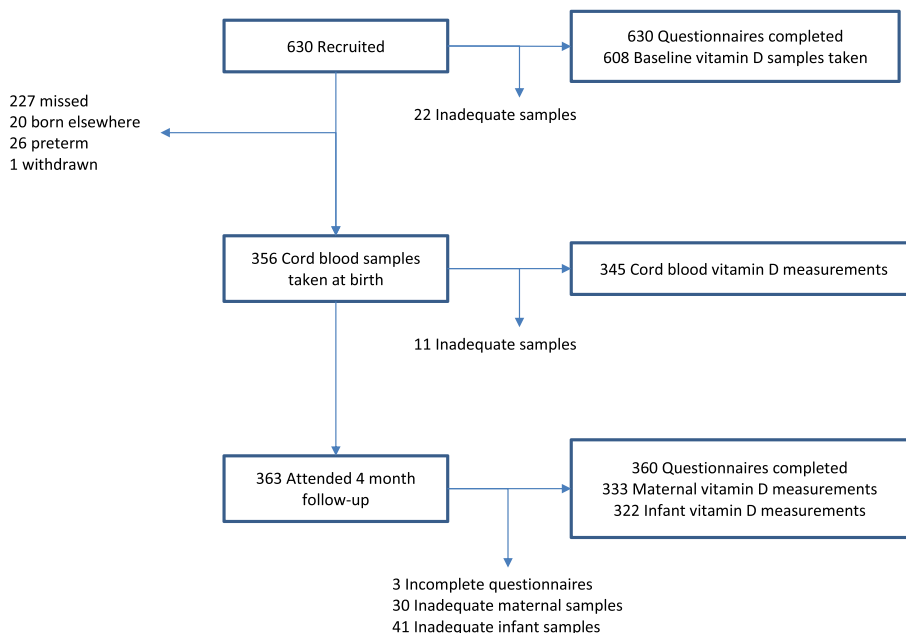 630 Recruited
630 Questionnaires completed
608 Baseline vitamin D samples taken
22 Inadequate samples
227 missed
20 born elsewhere
26 preterm
1 withdrawn
356 Cord blood samples
taken at birth
345 Cord blood vitamin D measurements
11 Inadequate samples
363 Attended 4 month
follow-up
360 Questionnaires completed
333 Maternal vitamin D measurements
322 Infant vitamin D measurements
3 Incomplete questionnaires
30 Inadequate maternal samples
41 Inadequate infant samples